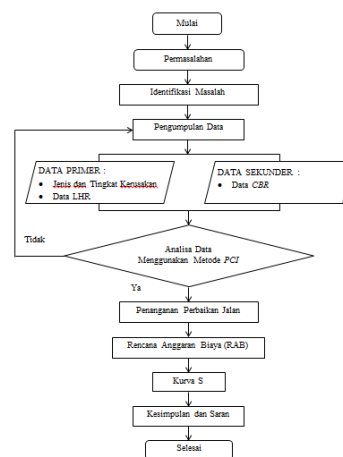 Mulai
Permasalahan
Identifikasi Masalah
Pengumpulan Data
DATA PRIMER :
• Jenis dan Tingkat Kerusakan
• Data LHR
DATA SEKUNDER :
• Data CBR
Tidak
Analisa Data
Menggunakan Metode PCI
Ya
Penanganan Perbaikan Jalan
Rencana Anggaran Biaya (RAB)
Kurva S
Kesimpulan dan Saran
Selesai